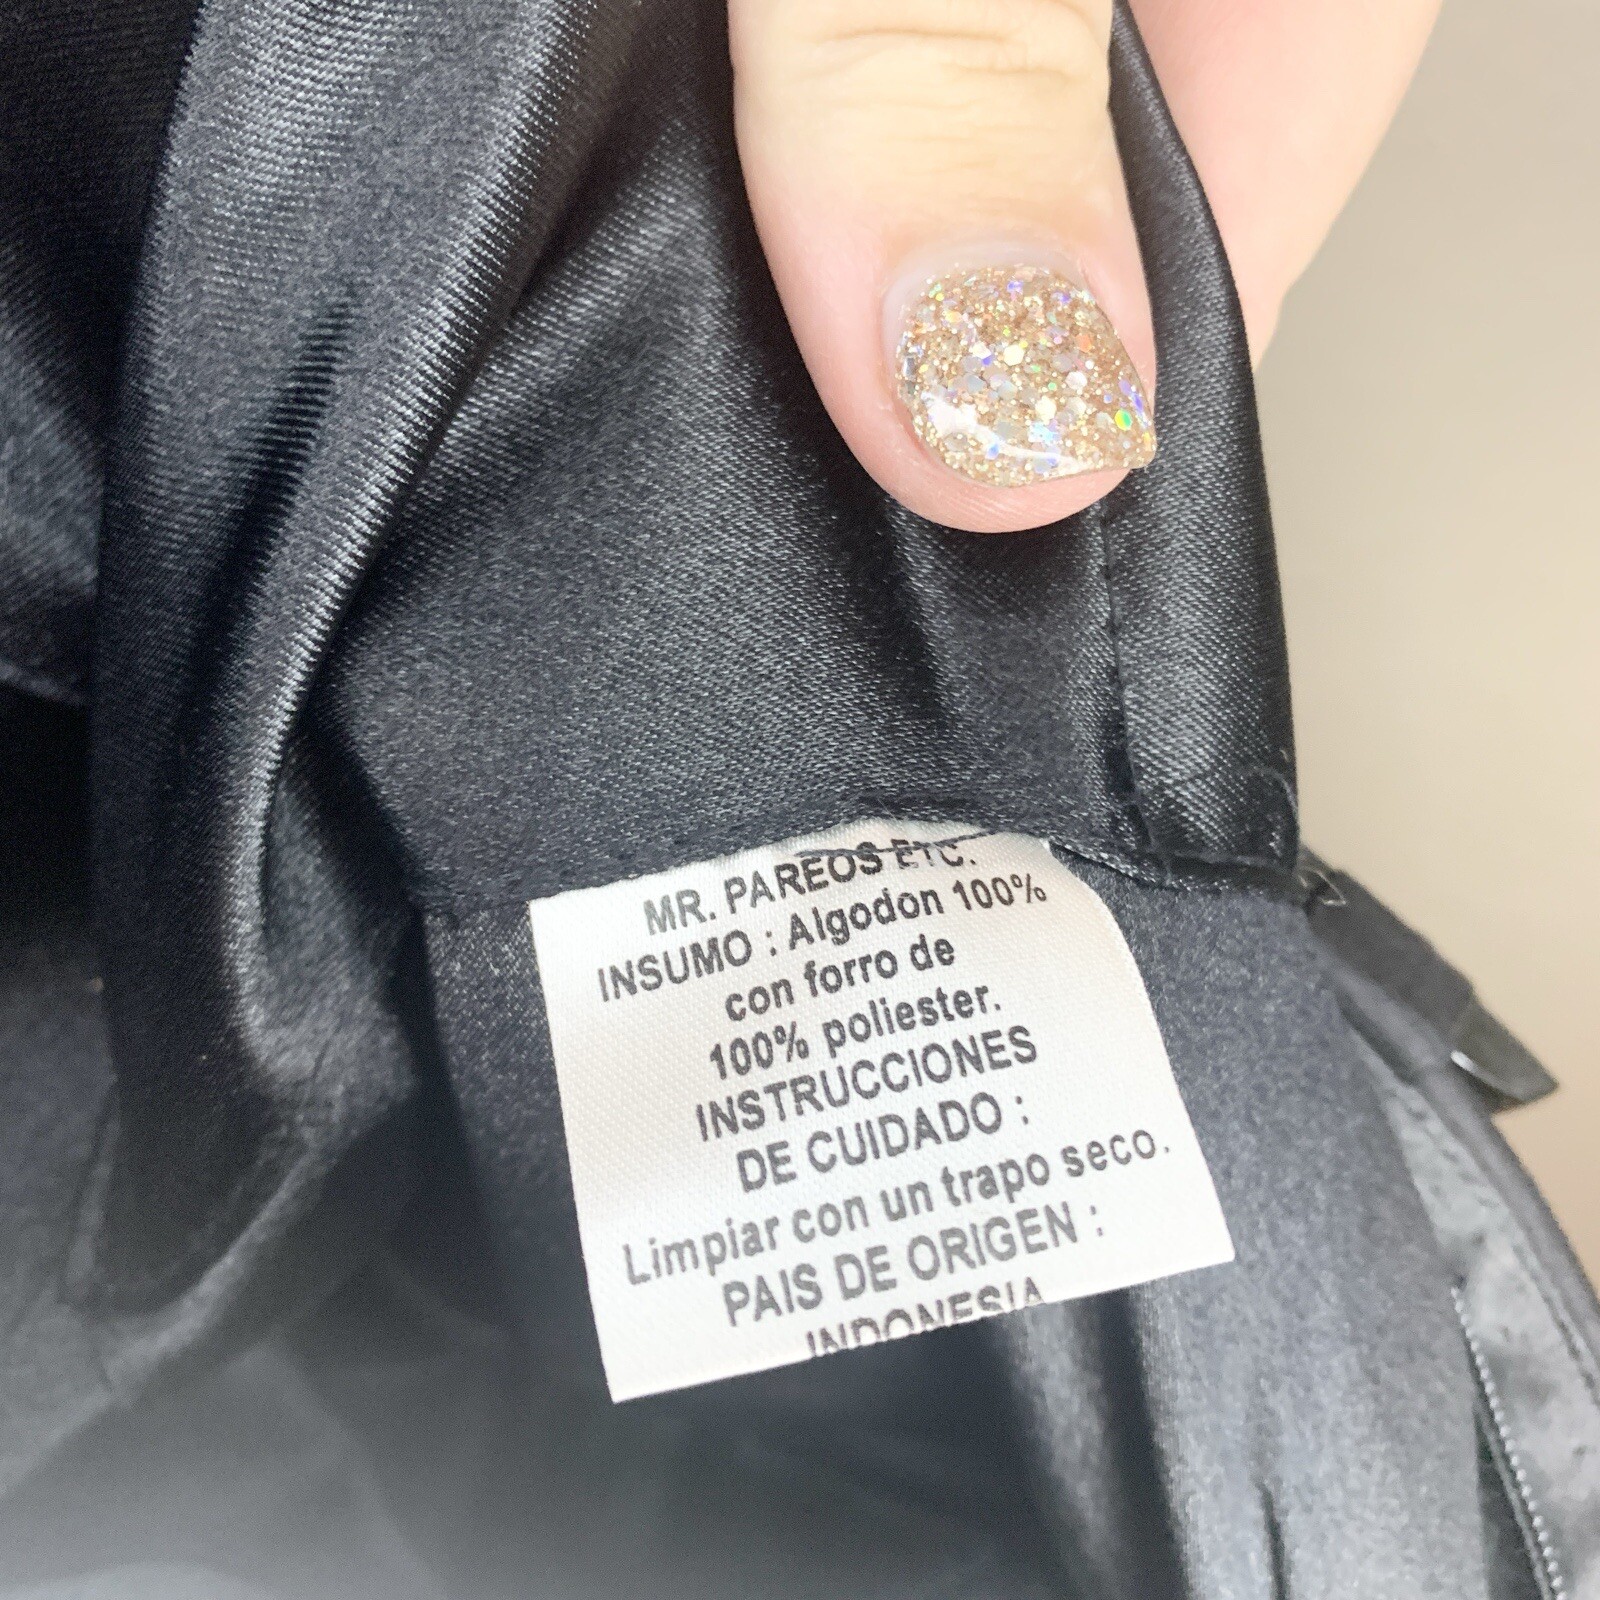 MR. PAREOS ETC.
INSUMO : Algodon 100%
con forro de
100% poliester.
INSTRUCCIONES
DE CUIDADO :
Limpiar con un trapo seco.
PAIS DE ORIGEN :
INDONESIA